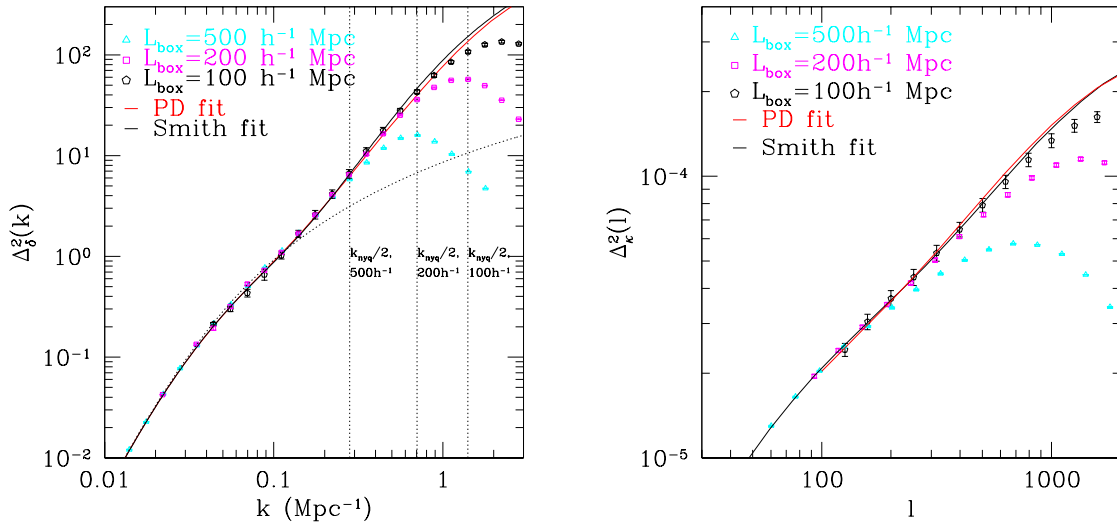 10²
10¹
10⁰
10⁻¹
10⁻²
Δ²_δ(k)
L_box=500 h⁻¹ Mpc
L_box=200 h⁻¹ Mpc
L_box=100 h⁻¹ Mpc
PD fit
Smith fit
k_nyq/2, 500h⁻¹
k_nyq/2, 200h⁻¹
k_nyq/2, 100h⁻¹
0.01
0.1
1
k (Mpc⁻¹)
10⁻⁴
10⁻⁵
Δ²_κ(l)
L_box=500h⁻¹ Mpc
L_box=200h⁻¹ Mpc
L_box=100h⁻¹ Mpc
PD fit
Smith fit
100
1000
l